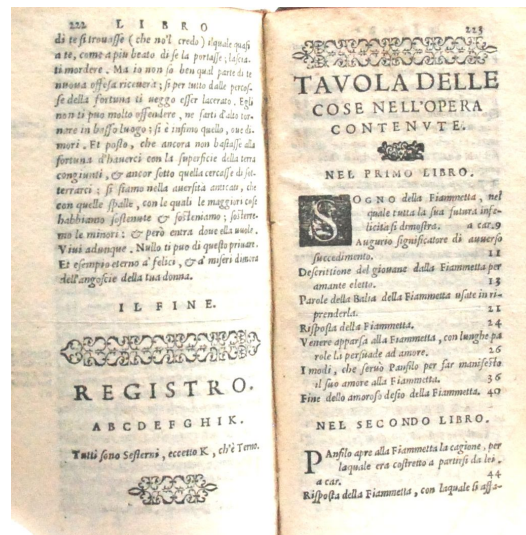 222 LIBRO
di te si trouasse ( che no'l credo ) ilquale quasi
a te, come a piu beato di se la portasse ; lascia
ti mordere. Ma io non so ben qual parte di te
nuoua offesa riceuerà ; si per tutto dalle percos-
se della fortuna ti ueggo esser lacerato. Egli
non ti puo molto offendere, ne farti d'alto tor-
nare in basso luogo ; si è infimo quello, oue di-
mori. Et posto, che ancora non bastasse alla
fortuna d'hauerci con la superficie della terra
congiunti, & ancor sotto quella cercasse di sot-
terrarci ; si siamo nella auersità antichi, che
con quelle spalle, con le quali le maggiori cose
habbiamo sostenute & sosteniamo ; sosterre-
mo le minori : & però entra doue ella uuole.
Viui adunque. Nullo ti puo di questo priuare.
Et esempio eterno a' felici, & a' miseri dimora
dell'angoscie della tua donna.
IL FINE.
REGISTRO.
ABCDEFGHIK.
Tutti sono Sesterni, eccetto K, ch'è Terno.
223
TAVOLA DELLE
COSE NELL'OPERA
CONTENVTE.
NEL PRIMO LIBRO.
SOGNO della Fiammetta, nel
quale tutta la sua futura infe-
licità si dimostra. a car.9
Augurio significatore di auuerso
succedimento. 11
Descrittione del giouane dalla Fiammetta per
amante eletto. 13
Parole della Balia della Fiammetta usate in ri-
prenderla. 21
Risposta della Fiammetta. 24
Venere apparsa alla Fiammetta, con lunghe pa
role la persuade ad amore. 26
I modi, che seruò Panfilo per far manifesto
il suo amore alla Fiammetta. 36
Fine dello amoroso desio della Fiammetta. 40
NEL SECONDO LIBRO.
PAnfilo apre alla Fiammetta la cagione, per
laquale era costretto a partirsi da lei,
a car. 44
Risposta della Fiammetta, con laquale si affa-